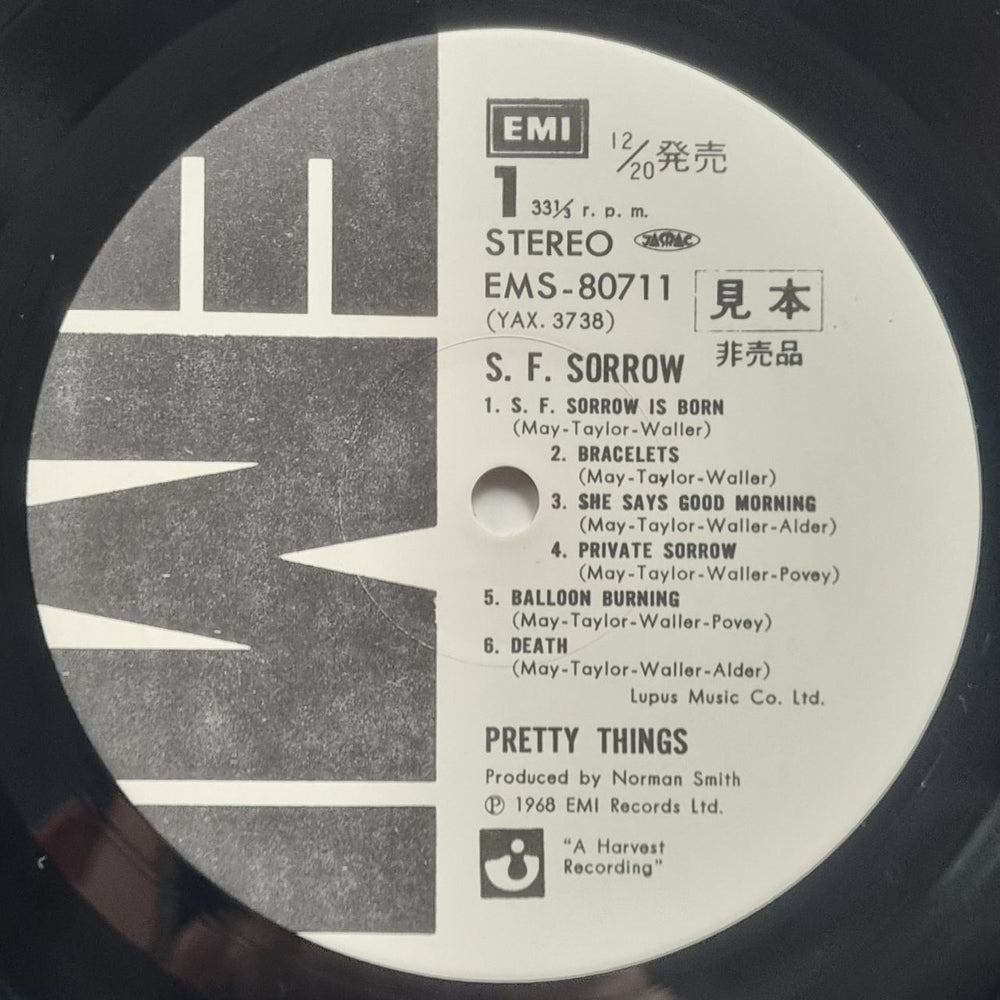 EMI
12/20発売
1 33⅓ r. p. m.
STEREO JASRAC
EMS-80711
見本
(YAX. 3738)
非売品
S. F. SORROW
1. S. F. SORROW IS BORN
(May-Taylor-Waller)
2. BRACELETS
(May-Taylor-Waller)
3. SHE SAYS GOOD MORNING
(May-Taylor-Waller-Alder)
4. PRIVATE SORROW
(May-Taylor-Waller-Povey)
5. BALLOON BURNING
(May-Taylor-Waller-Povey)
6. DEATH
(May-Taylor-Waller-Alder)
Lupus Music Co. Ltd.
PRETTY THINGS
Produced by Norman Smith
Ⓟ 1968 EMI Records Ltd.
"A Harvest
Recording"
EMI